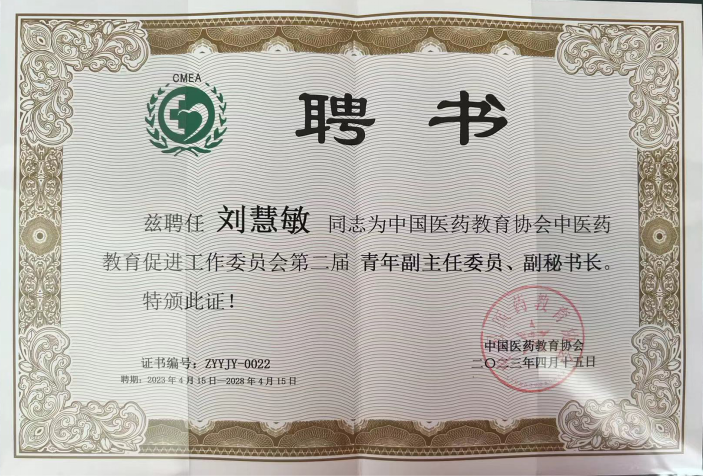 CMEA
聘书
兹聘任 刘慧敏 同志为中国医药教育协会中医药
教育促进工作委员会第二届 青年副主任委员、副秘书长。
特颁此证！
中国医药教育协会
证书编号：ZYYJY-0022
二〇二三年四月十五日
聘期：2023年4月15日—2028年4月15日